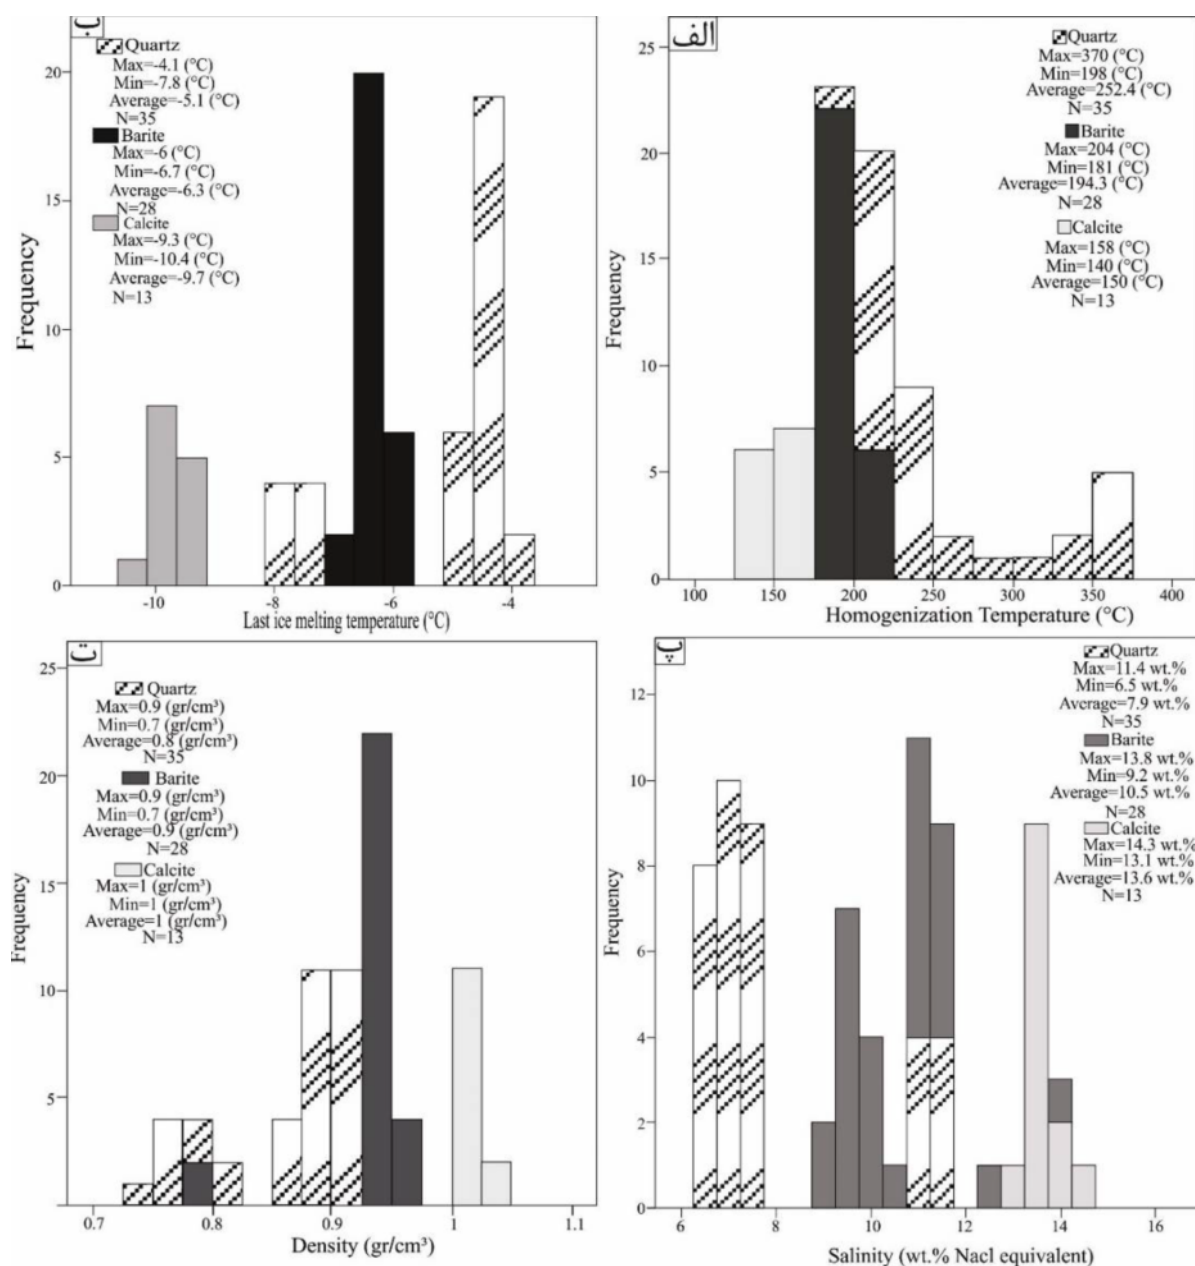 ب
Quartz
Max=-4.1 (°C)
Min=-7.8 (°C)
Average=-5.1 (°C)
N=35
Barite
Max=-6 (°C)
Min=-6.7 (°C)
Average=-6.3 (°C)
N=28
Calcite
Max=-9.3 (°C)
Min=-10.4 (°C)
Average=-9.7 (°C)
N=13
Frequency
20
15
10
5
0
-10 -8 -6 -4
Last ice melting temperature (°C)
الف
Quartz
Max=370 (°C)
Min=198 (°C)
Average=252.4 (°C)
N=35
Barite
Max=204 (°C)
Min=181 (°C)
Average=194.3 (°C)
N=28
Calcite
Max=158 (°C)
Min=140 (°C)
Average=150 (°C)
N=13
Frequency
25
20
15
10
5
0
100 150 200 250 300 350 400
Homogenization Temperature (°C)
ت
Quartz
Max=0.9 (gr/cm³)
Min=0.7 (gr/cm³)
Average=0.8 (gr/cm³)
N=35
Barite
Max=0.9 (gr/cm³)
Min=0.7 (gr/cm³)
Average=0.9 (gr/cm³)
N=28
Calcite
Max=1 (gr/cm³)
Min=1 (gr/cm³)
Average=1 (gr/cm³)
N=13
Frequency
25
20
15
10
5
0.7 0.8 0.9 1 1.1
Density (gr/cm³)
پ
Quartz
Max=11.4 wt.%
Min=6.5 wt.%
Average=7.9 wt.%
N=35
Barite
Max=13.8 wt.%
Min=9.2 wt.%
Average=10.5 wt.%
N=28
Calcite
Max=14.3 wt.%
Min=13.1 wt.%
Average=13.6 wt.%
N=13
Frequency
12
10
8
6
4
2
0
6 8 10 12 14 16
Salinity (wt.% Nacl equivalent)